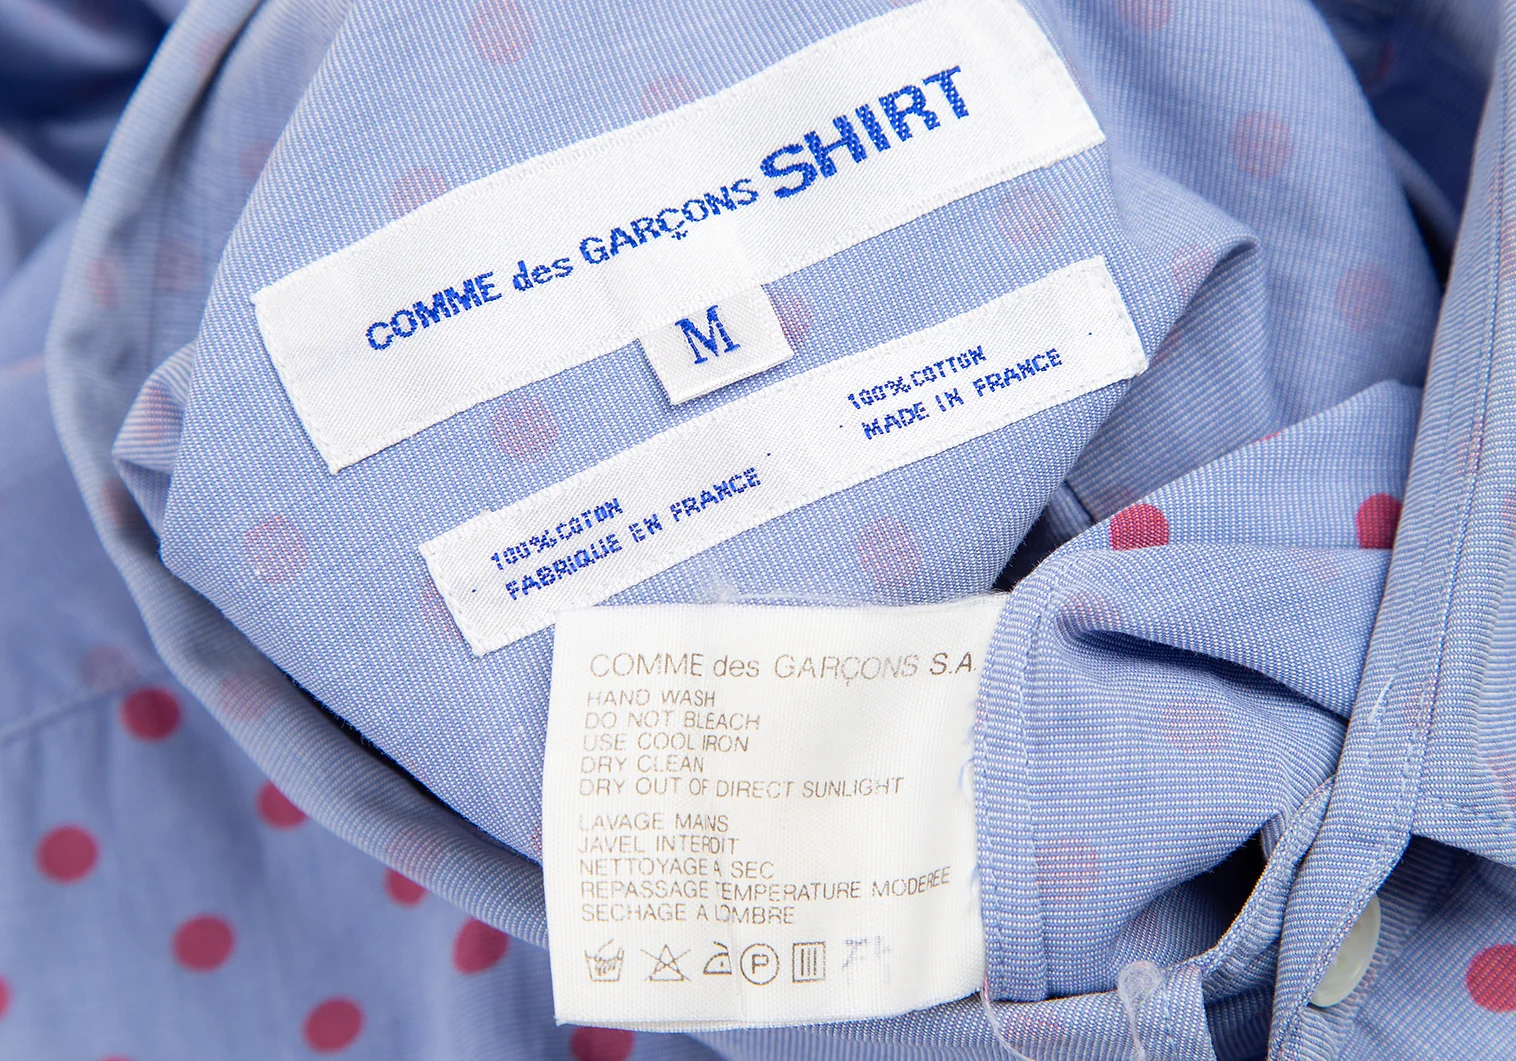 COMME des GARÇONS SHIRT
M
100% COTON
FABRIQUE EN FRANCE
100% COTTON
MADE IN FRANCE
COMME des GARÇONS S.A.
HAND WASH
DO NOT BLEACH
USE COOL IRON
DRY CLEAN
DRY OUT OF DIRECT SUNLIGHT
LAVAGE MAINS
JAVEL INTERDIT
NETTOYAGE A SEC
REPASSAGE TEMPERATURE MODEREE
SECHAGE A L'OMBRE
P